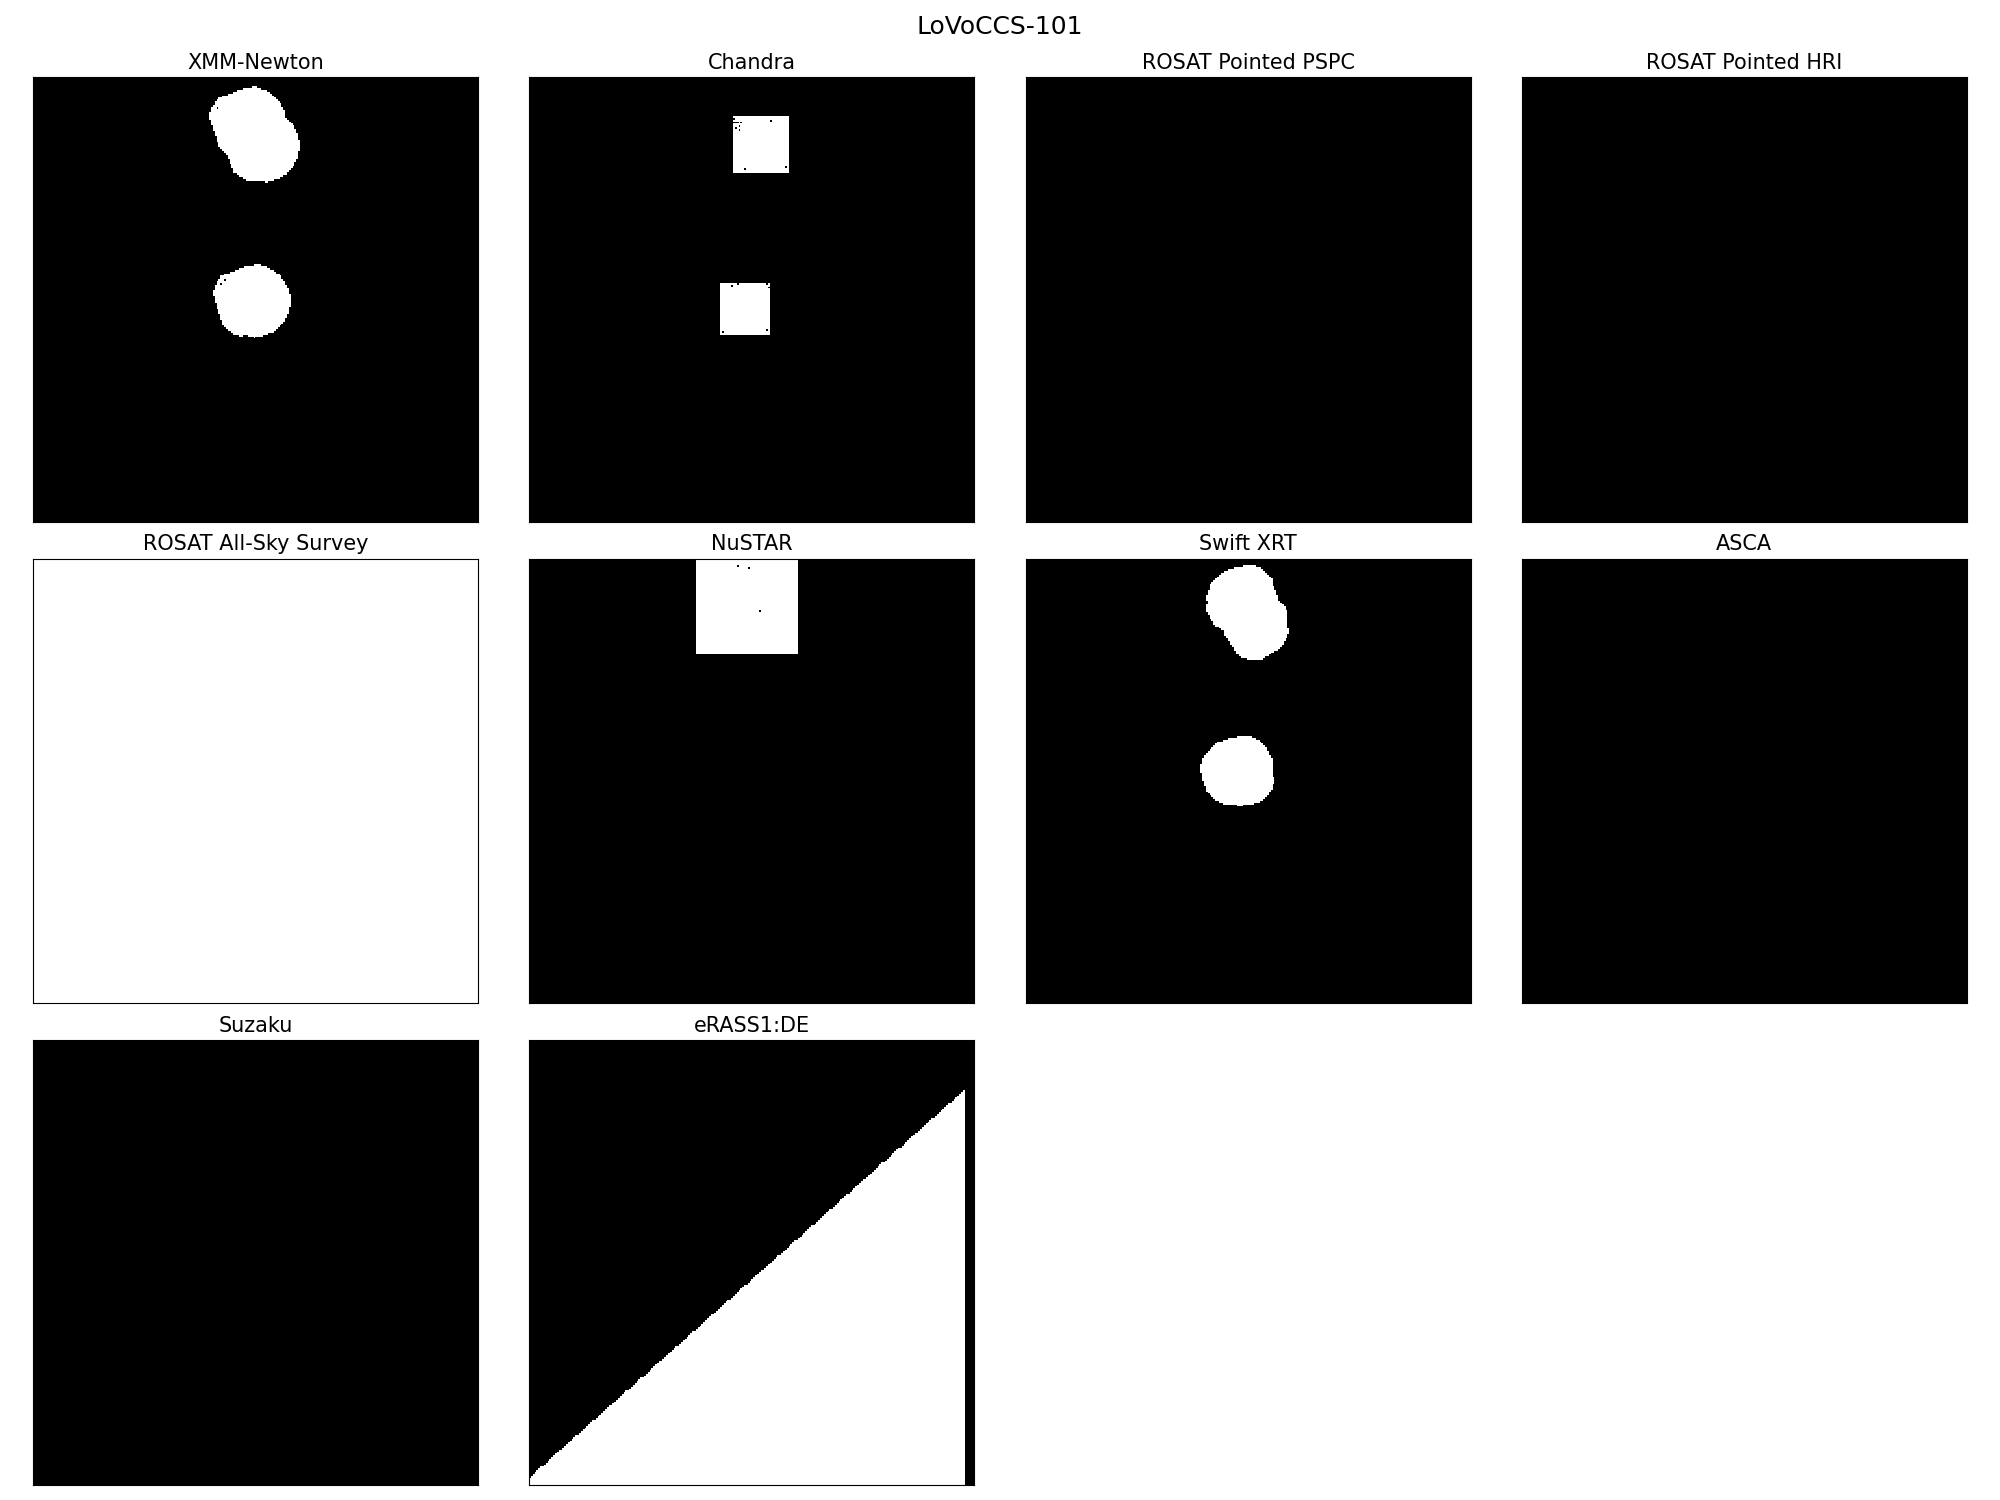 LoVoCCS-101
XMM-Newton
Chandra
ROSAT Pointed PSPC
ROSAT Pointed HRI
ROSAT All-Sky Survey
NuSTAR
Swift XRT
ASCA
Suzaku
eRASS1:DE